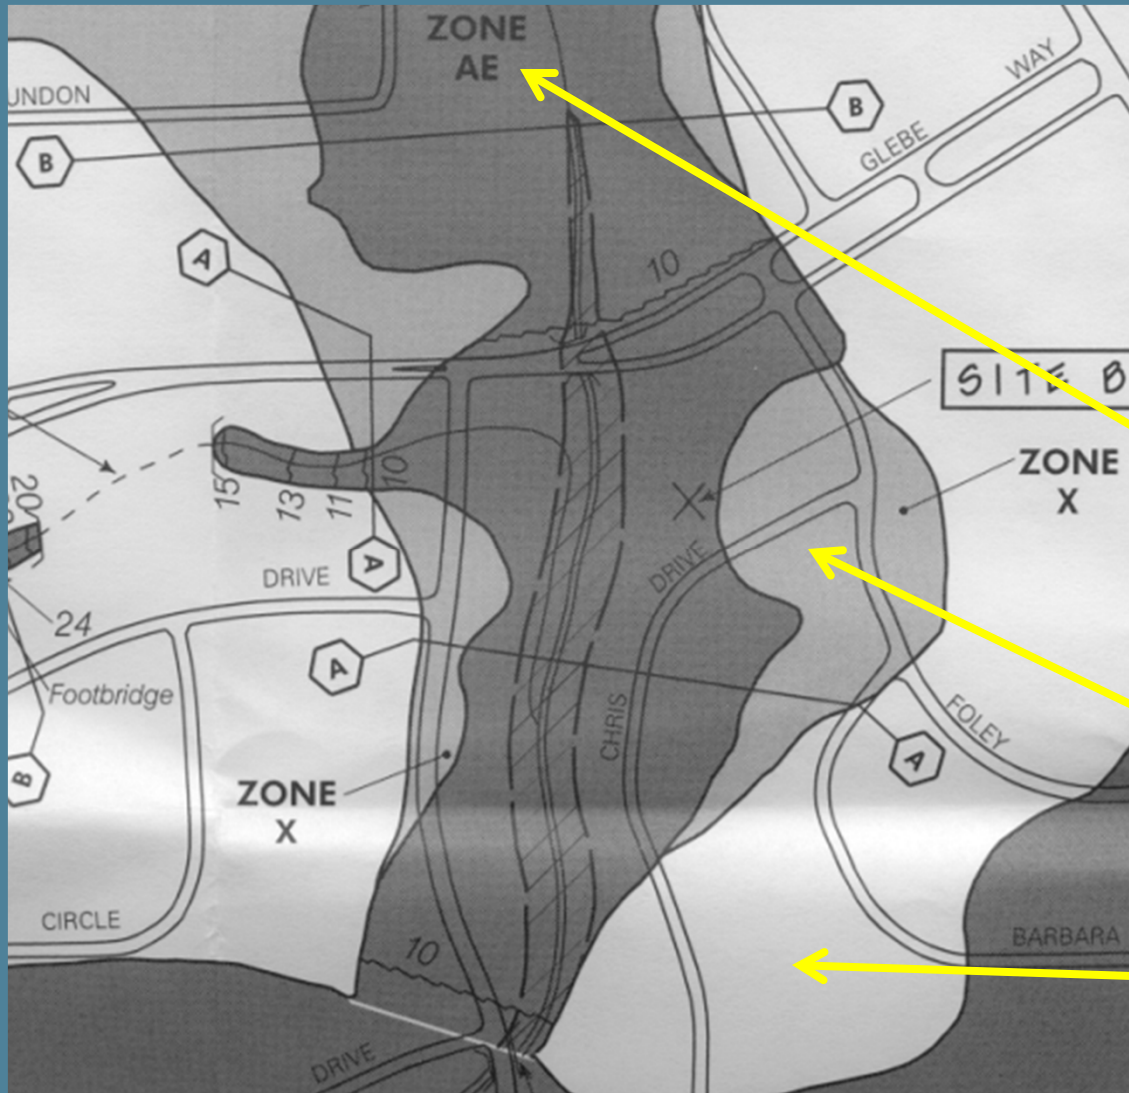 ZONE
AE
UNDON
B
B
WAY
GLEBE
A
10
SITE B
ZONE
X
15
13
11
10
20
DRIVE
A
DRIVE
24
Footbridge
A
CHRIS
FOLEY
A
B
ZONE
X
CIRCLE
BARBARA
10
DRIVE